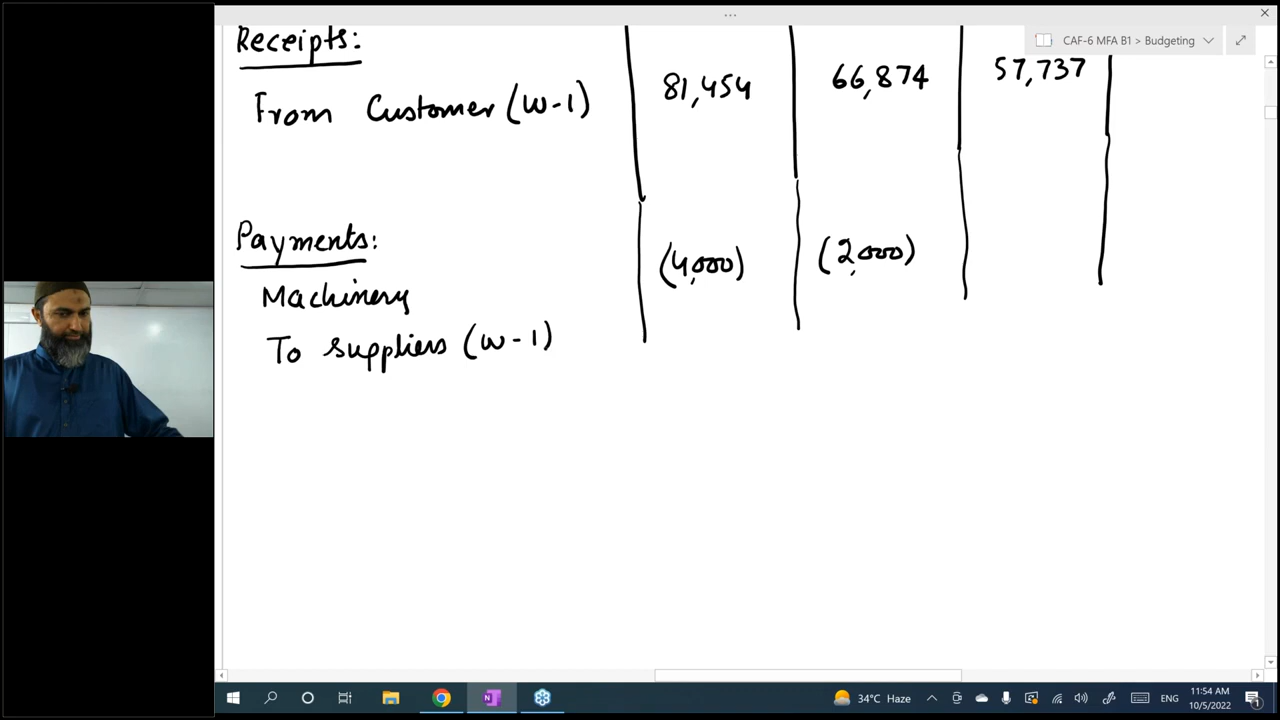 CAF-6 MFA B1 > Budgeting
Receipts:
From Customer (W-1) 81,454 66,874 57,737
Payments: (4,000) (2,000)
Machinery
To Suppliers (W-1)
34°C Haze
ENG
11:54 AM
10/5/2022